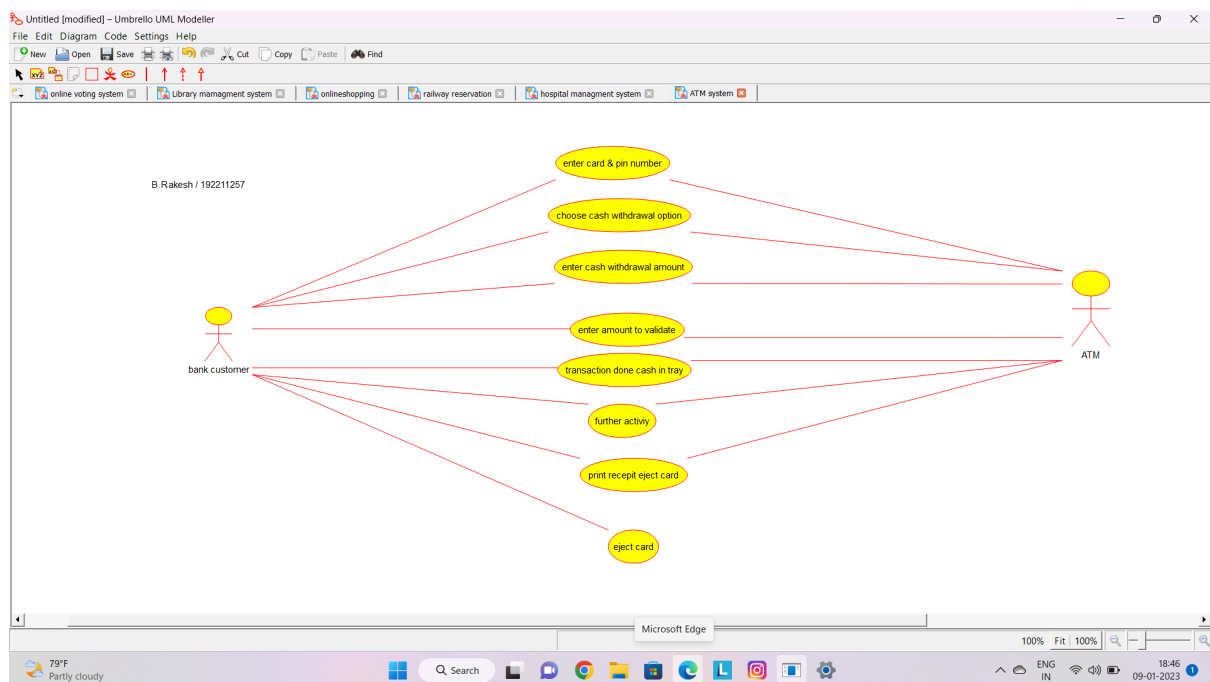 Untitled [modified] – Umbrello UML Modeller
File Edit Diagram Code Settings Help
New Open Save Cut Copy Paste Find
online voting system Library mamagment system onlineshopping railway reservation hospital managment system ATM system
enter card & pin number
B.Rakesh / 192211257
choose cash withdrawal option
enter cash withdrawal amount
enter amount to validate
ATM
bank customer
transaction done cash in tray
further activiy
print recepit eject card
eject card
Microsoft Edge
100% Fit 100%
79°F
Partly cloudy
Search
ENG
IN
18:46
09-01-2023
1